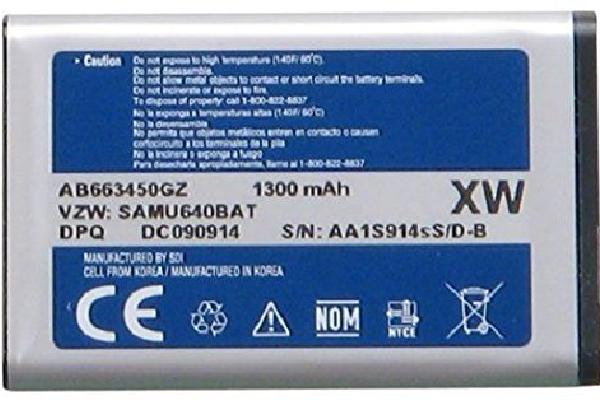 Caution
Do not expose to high temperature (140F/ 60°C)
Do not disassemble.
Do not allow metal objects to contact or short circuit the battery terminals.
Do not incinerate or expose to fire.
To dispose of properly call 1-800-822-8837
No la exponga a temperaturas altas (140F/ 60°C)
No la desensamble
No permita que objetos metálicos entren en contacto o causen
cortocircuito a los terminales de la pila
No la incinere o exponga a fuego
Para desecharla apropiadamente, llame al 1-800-822-8837
AB663450GZ 1300 mAh XW
VZW: SAMU640BAT
DPQ DC090914 S/N: AA1S914sS/D-B
MANUFACTURED BY SDI
CELL FROM KOREA / MANUFACTURED IN KOREA
CE NOM NYCE